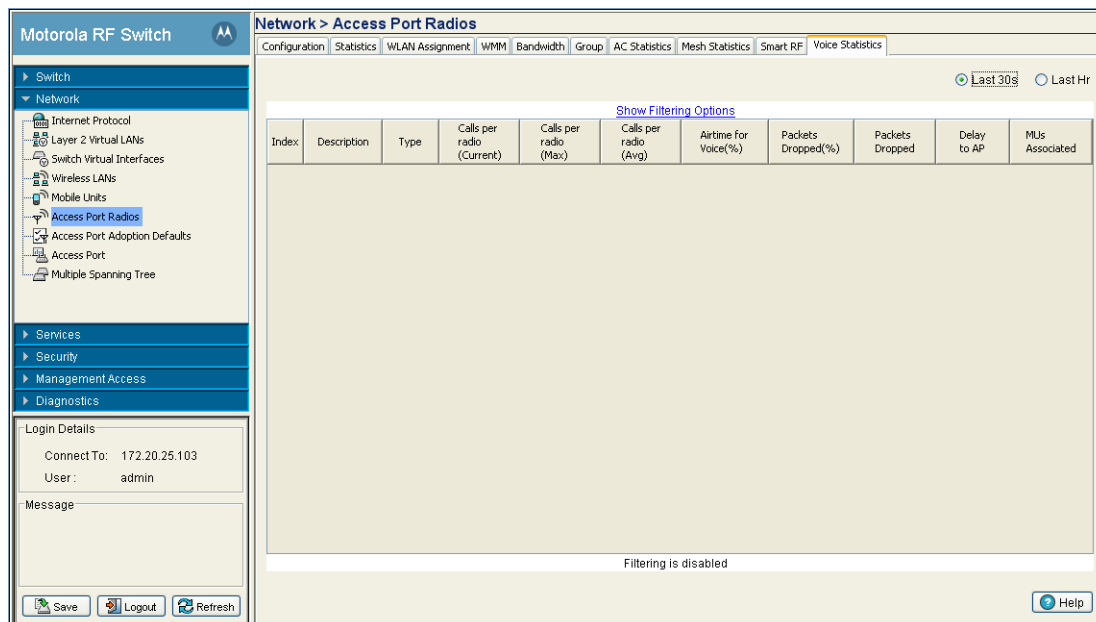 Motorola RF Switch
Switch
Network
Internet Protocol
Layer 2 Virtual LANs
Switch Virtual Interfaces
Wireless LANs
Mobile Units
Access Port Radios
Access Port Adoption Defaults
Access Port
Multiple Spanning Tree
Services
Security
Management Access
Diagnostics
Login Details
Connect To: 172.20.25.103
User : admin
Message
Save Logout Refresh
Network > Access Port Radios
Configuration Statistics WLAN Assignment WMM Bandwidth Group AC Statistics Mesh Statistics Smart RF Voice Statistics
Last 30s Last Hr
Show Filtering Options
Index Description Type Calls per radio (Current) Calls per radio (Max) Calls per radio (Avg) Airtime for Voice(%) Packets Dropped(%) Packets Dropped Delay to AP MUs Associated
Filtering is disabled
Help